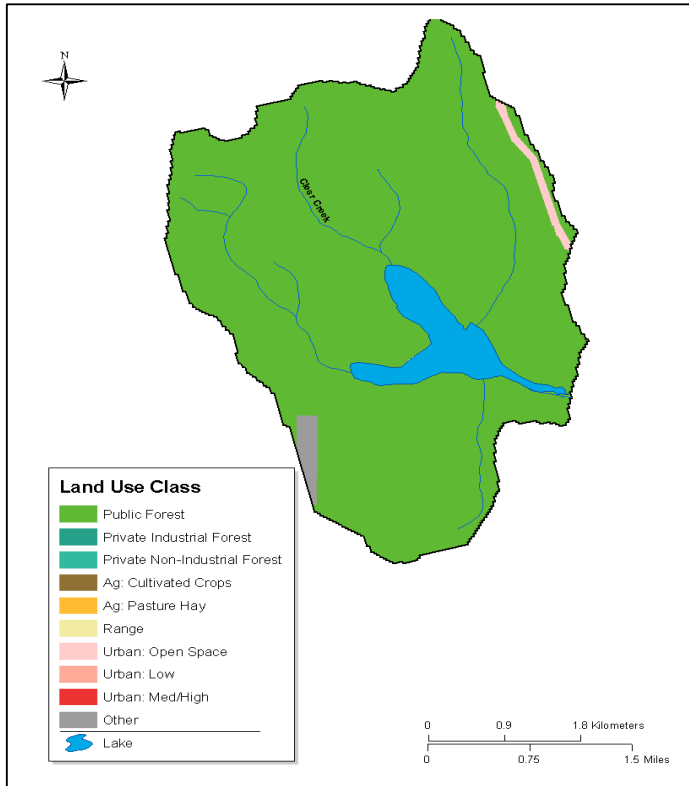 N
Clear Creek
Land Use Class
Public Forest
Private Industrial Forest
Private Non-Industrial Forest
Ag: Cultivated Crops
Ag: Pasture Hay
Range
Urban: Open Space
Urban: Low
Urban: Med/High
Other
Lake
0 0.9 1.8 Kilometers
0 0.75 1.5 Miles